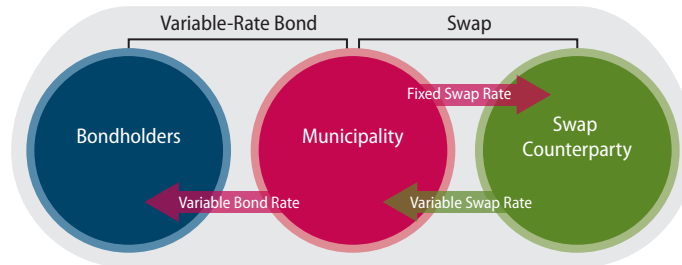 Variable-Rate Bond
Swap
Fixed Swap Rate
Bondholders
Municipality
Swap
Counterparty
Variable Bond Rate
Variable Swap Rate